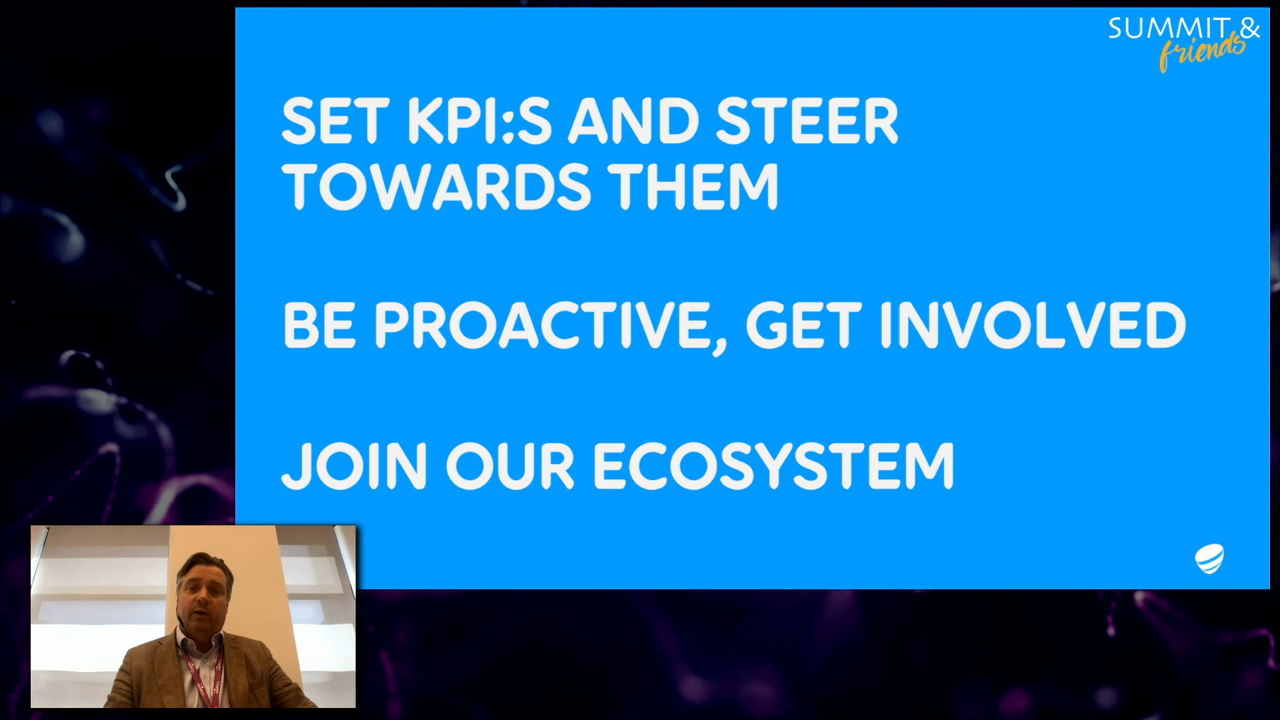 SUMMIT &
friends
SET KPI:S AND STEER
TOWARDS THEM
BE PROACTIVE, GET INVOLVED
JOIN OUR ECOSYSTEM